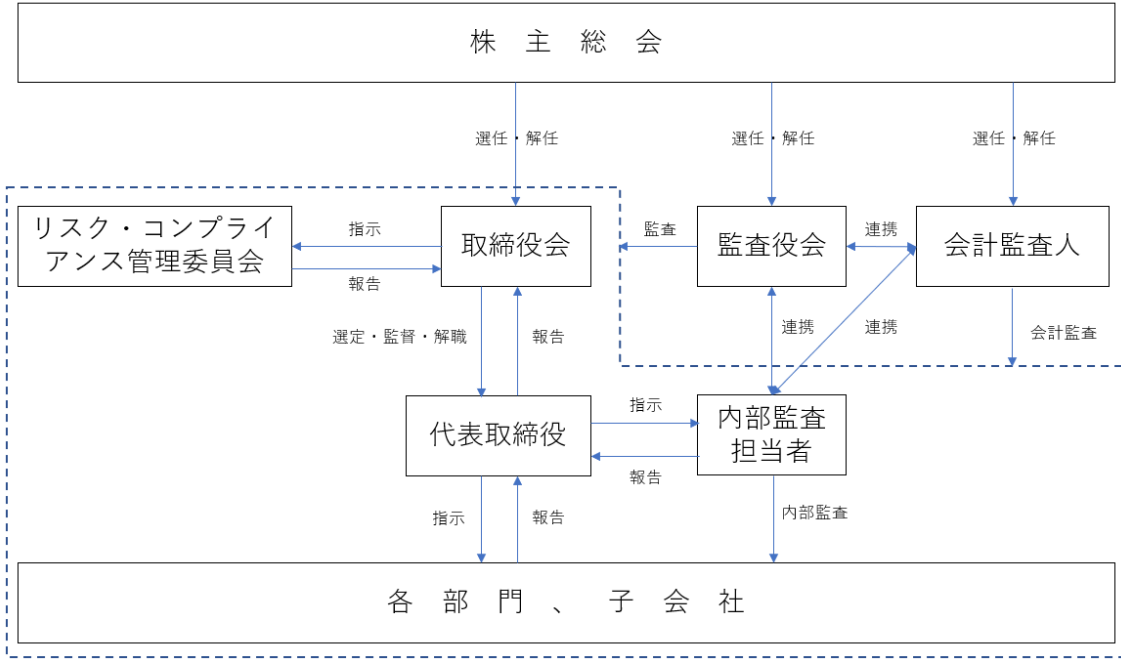 株主総会
選任・解任
選任・解任
選任・解任
リスク・コンプライ
アンス管理委員会
指示
報告
取締役会
監査
監査役会
連携
会計監査人
選定・監督・解職
報告
連携
連携
会計監査
代表取締役
指示
報告
内部監査
担当者
指示
報告
内部監査
各部門、子会社